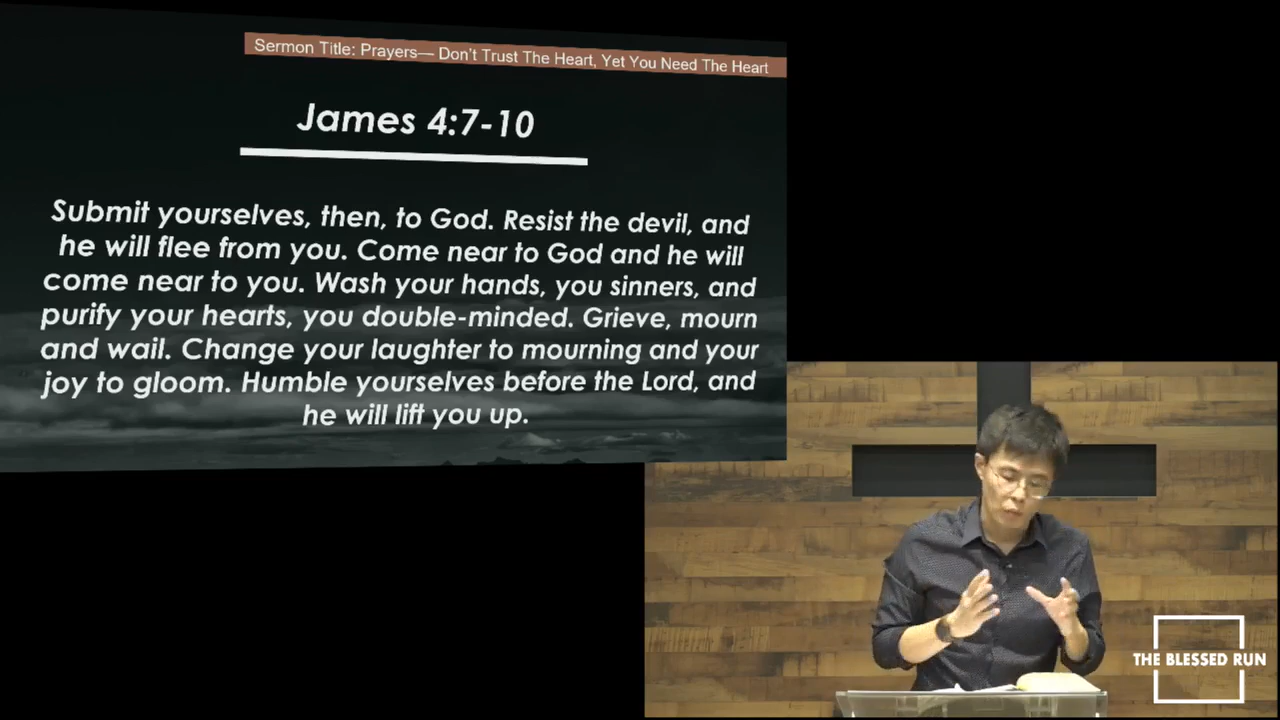 Sermon Title: Prayers— Don't Trust The Heart, Yet You Need The Heart
James 4:7-10
Submit yourselves, then, to God. Resist the devil, and
he will flee from you. Come near to God and he will
come near to you. Wash your hands, you sinners, and
purify your hearts, you double-minded. Grieve, mourn
and wail. Change your laughter to mourning and your
joy to gloom. Humble yourselves before the Lord, and
he will lift you up.
THE BLESSED RUN